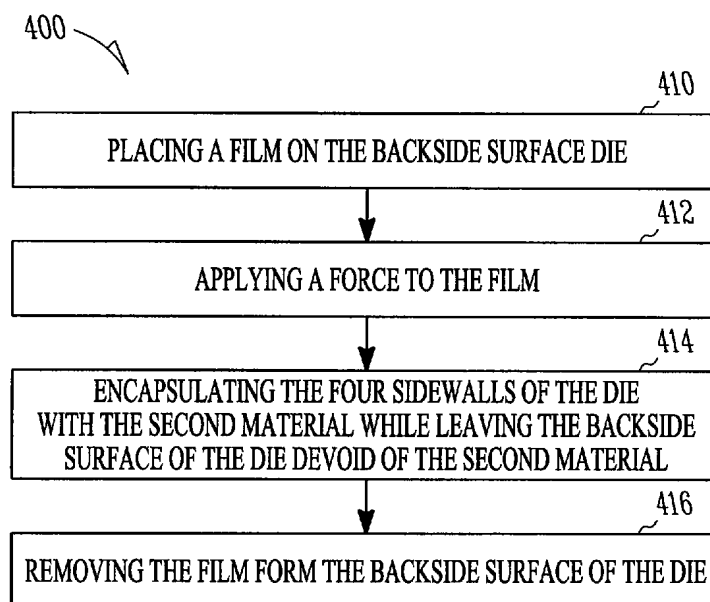 400
410
PLACING A FILM ON THE BACKSIDE SURFACE DIE
412
APPLYING A FORCE TO THE FILM
414
ENCAPSULATING THE FOUR SIDEWALLS OF THE DIE
WITH THE SECOND MATERIAL WHILE LEAVING THE BACKSIDE
SURFACE OF THE DIE DEVOID OF THE SECOND MATERIAL
416
REMOVING THE FILM FORM THE BACKSIDE SURFACE OF THE DIE